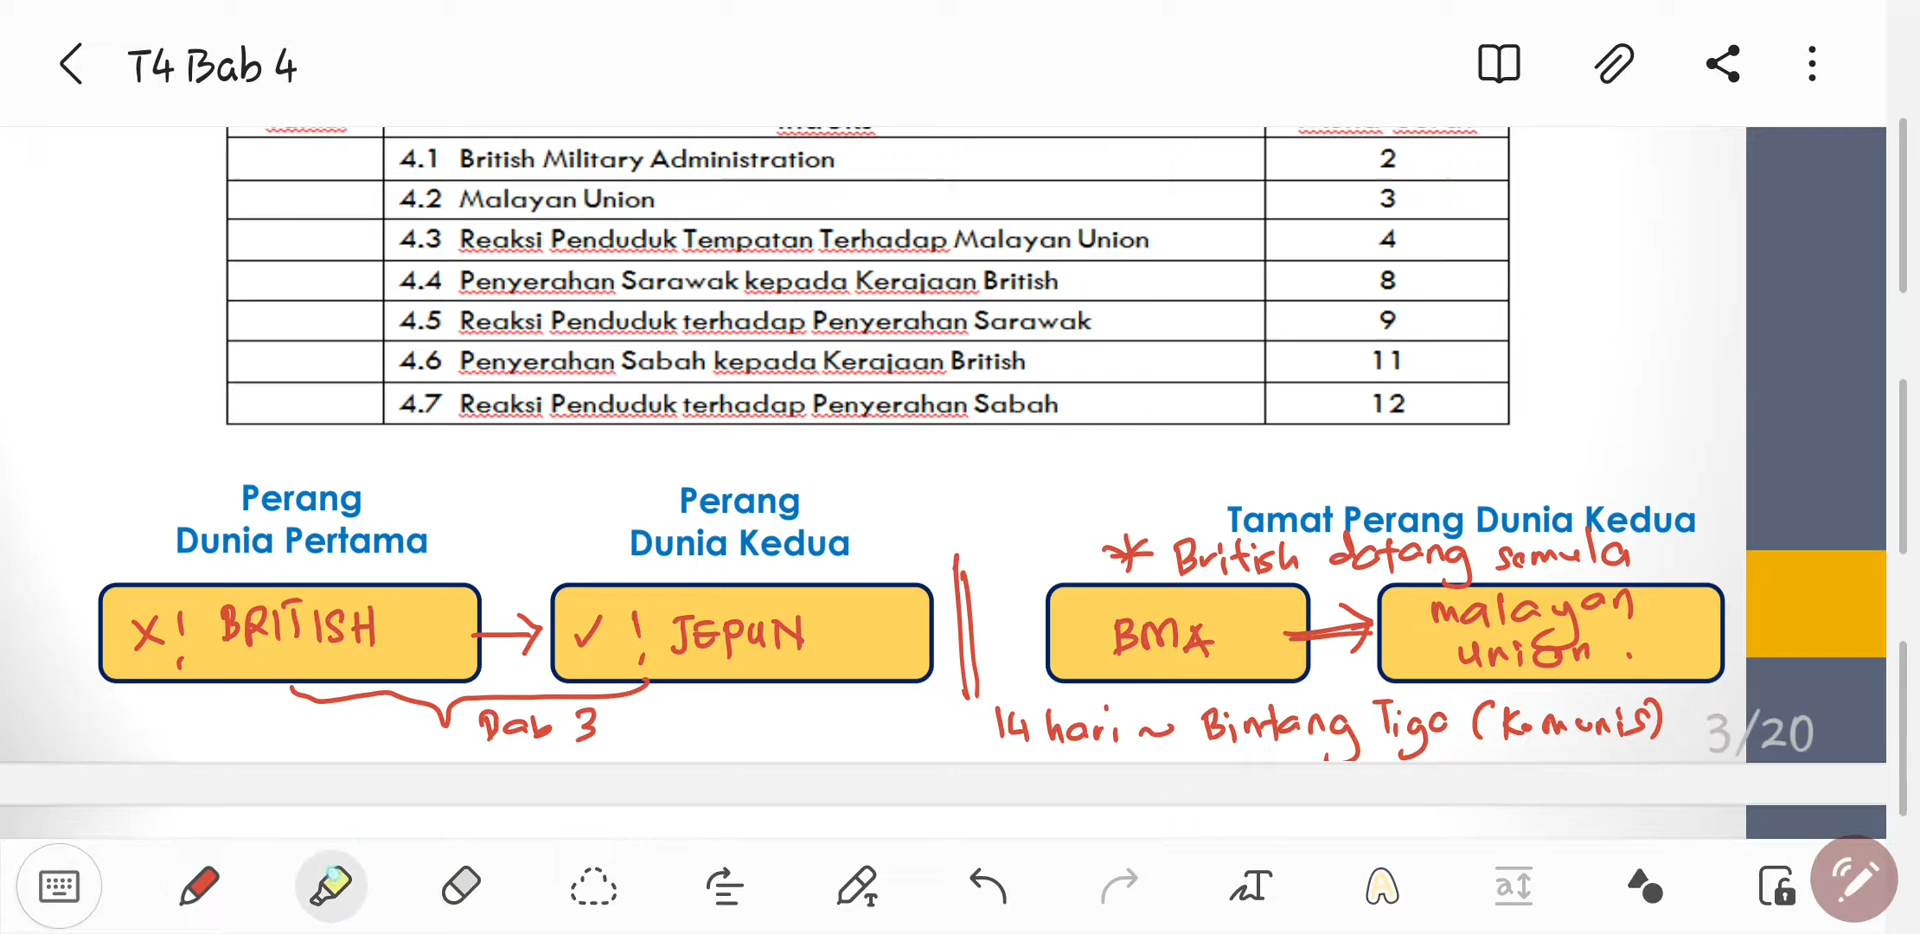 T4 Bab 4
4.1 British Military Administration 2
4.2 Malayan Union 3
4.3 Reaksi Penduduk Tempatan Terhadap Malayan Union 4
4.4 Penyerahan Sarawak kepada Kerajaan British 8
4.5 Reaksi Penduduk terhadap Penyerahan Sarawak 9
4.6 Penyerahan Sabah kepada Kerajaan British 11
4.7 Reaksi Penduduk terhadap Penyerahan Sabah 12
Perang
Dunia Pertama
Perang
Dunia Kedua
Tamat Perang Dunia Kedua
* British datang semula
X! BRITISH → ✓! JEPUN
BMA → malayan
union.
Bab 3
14 hari ~ Bintang Tiga (Komunis)
3/20